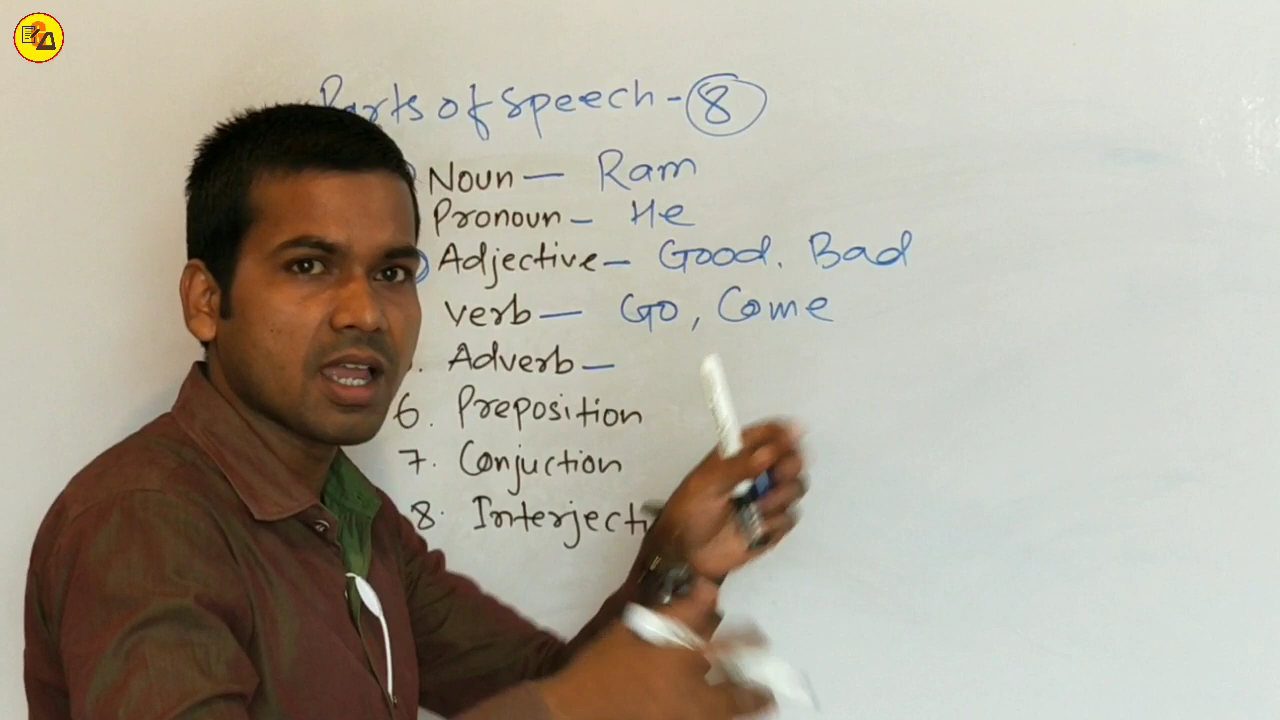 Parts of speech - 8
Noun — Ram
Pronoun - He
Adjective - Good. Bad
Verb — Go, Come
Adverb -
6. Preposition
7. Conjuction
8. Interjecti